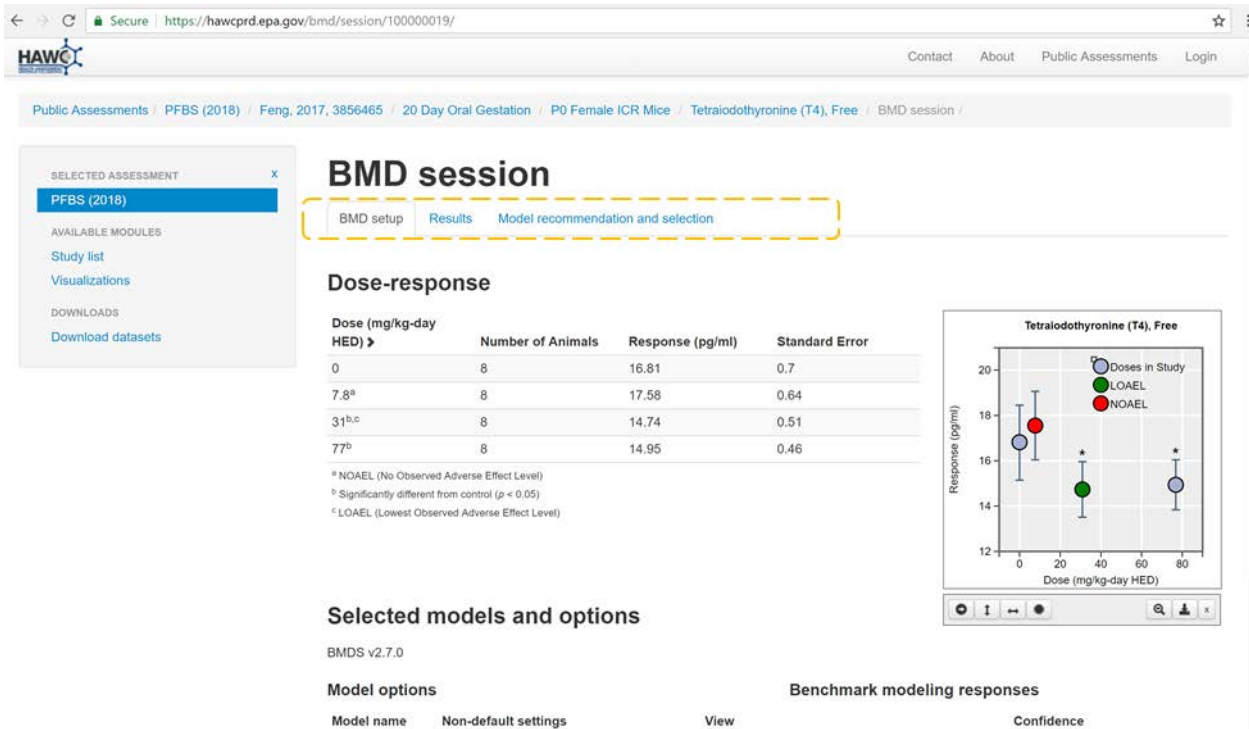 Secure https://hawcprd.epa.gov/bmd/session/100000019/
HAWC
Contact About Public Assessments Login
Public Assessments / PFBS (2018) / Feng, 2017, 3856465 / 20 Day Oral Gestation / P0 Female ICR Mice / Tetraiodothyronine (T4), Free / BMD session /
SELECTED ASSESSMENT x
PFBS (2018)
AVAILABLE MODULES
Study list
Visualizations
DOWNLOADS
Download datasets
BMD session
BMD setup Results Model recommendation and selection
Dose-response
Dose (mg/kg-day
HED) Number of Animals Response (pg/ml) Standard Error
0 8 16.81 0.7
7.8ᵃ 8 17.58 0.64
31ᵇ,ᶜ 8 14.74 0.51
77ᵇ 8 14.95 0.46
ᵃ NOAEL (No Observed Adverse Effect Level)
ᵇ Significantly different from control (p < 0.05)
ᶜ LOAEL (Lowest Observed Adverse Effect Level)
Tetraiodothyronine (T4), Free
Doses in Study
LOAEL
NOAEL
Response (pg/ml)
20
18
16
14
12
* *
0 20 40 60 80
Dose (mg/kg-day HED)
x
Selected models and options
BMDS v2.7.0
Model options Benchmark modeling responses
Model name Non-default settings View Confidence